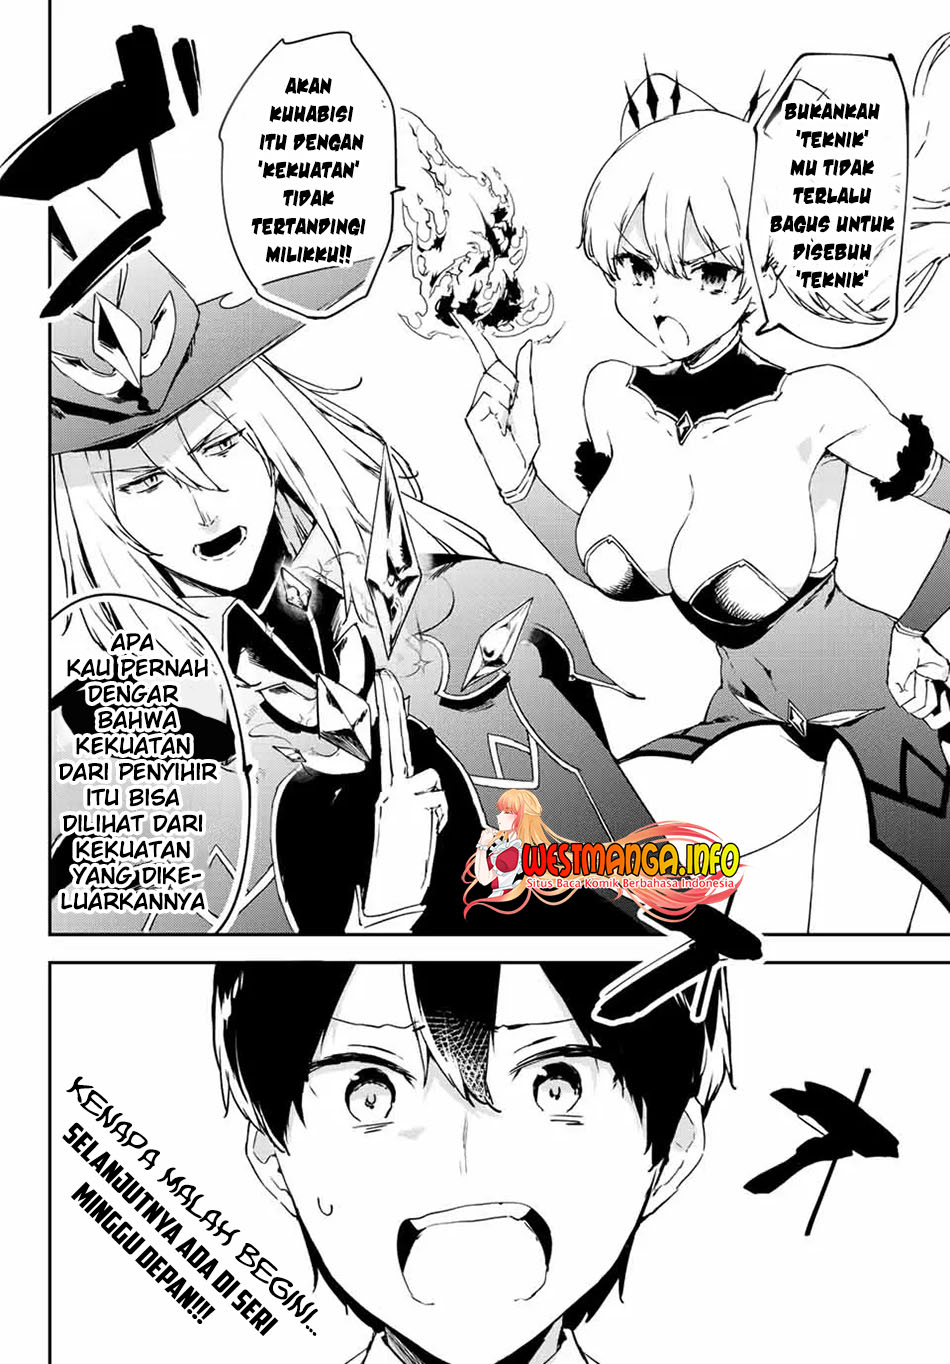 BUKANKAH
'TEKNIK'
MU TIDAK
TERLALU
BAGUS UNTUK
DISEBUH
'TEKNIK'
AKAN
KUHABISI
ITU DENGAN
'KEKUATAN'
TIDAK
TERTANDINGI
MILIKKU!!
APA
KAU PERNAH
DENGAR
BAHWA
KEKUATAN
DARI PENYIHIR
ITU BISA
DILIHAT DARI
KEKUATAN
YANG DIKE-
LUARKANNYA
WESTMANGA.INFO
Situs Baca Komik Berbahasa Indonesia
KENAPA MALAH BEGINI...
SELANJUTNYA ADA DI SERI
MINGGU DEPAN!!!